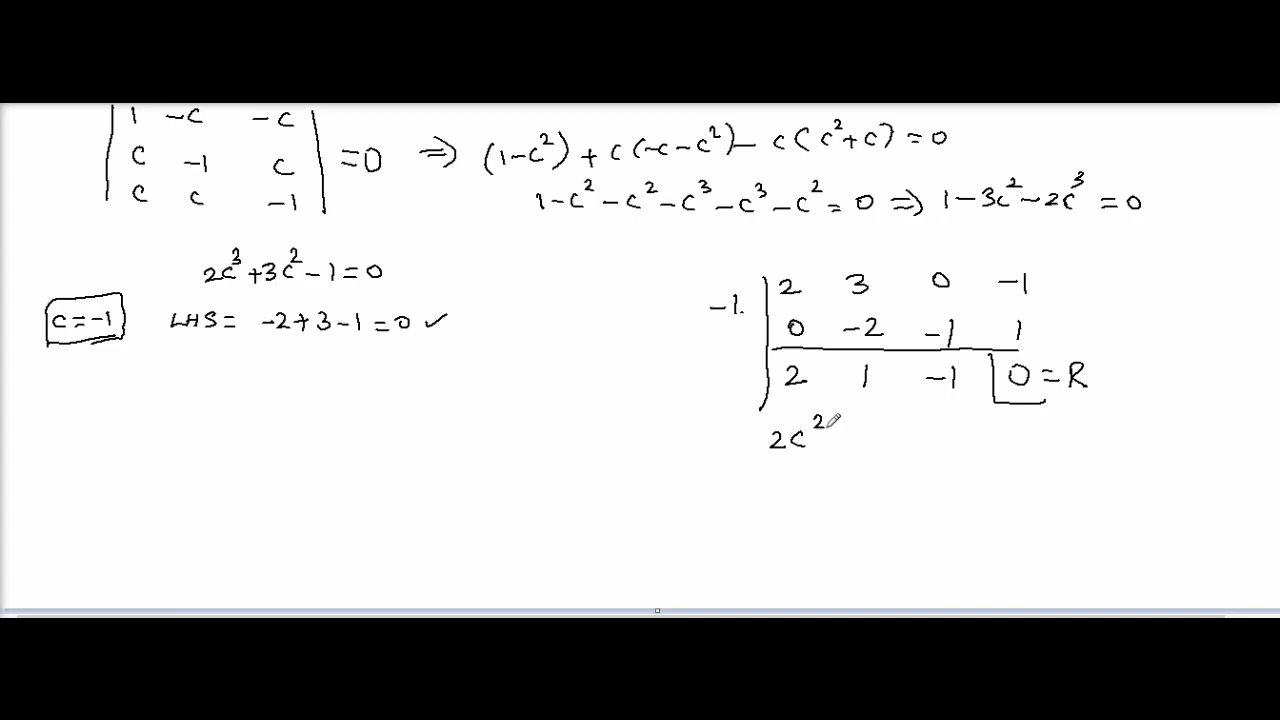 | 1 -c -c |
| c -1 c | = 0 ⇒ (1-c²) + c(-c-c²) - c(c²+c) = 0
| c c -1 |
1-c²-c²-c³-c³-c² = 0 ⇒ 1-3c²-2c³ = 0
2c³+3c²-1=0
c=-1 LHS = -2+3-1=0 ✓
-1. | 2 3 0 -1
0 -2 -1 1
2 1 -1 0 = R
2c²